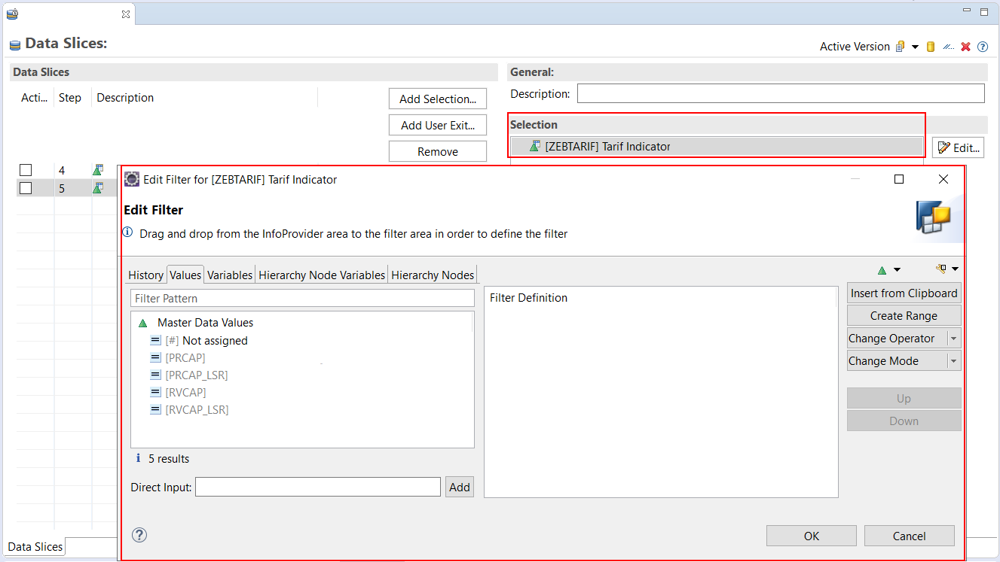 Data Slices:
Active Version
Data Slices
General:
Acti... Step Description
Add Selection...
Description:
Add User Exit...
Selection
Remove
[ZEBTARIF] Tarif Indicator
Edit...
4
5
Edit Filter for [ZEBTARIF] Tarif Indicator
Edit Filter
Drag and drop from the InfoProvider area to the filter area in order to define the filter
History Values Variables Hierarchy Node Variables Hierarchy Nodes
Filter Pattern
Filter Definition
Insert from Clipboard
Create Range
Change Operator
Change Mode
Up
Down
Master Data Values
[#] Not assigned
[PRCAP]
[PRCAP_LSR]
[RVCAP]
[RVCAP_LSR]
5 results
Direct Input:
Add
OK
Cancel
Data Slices